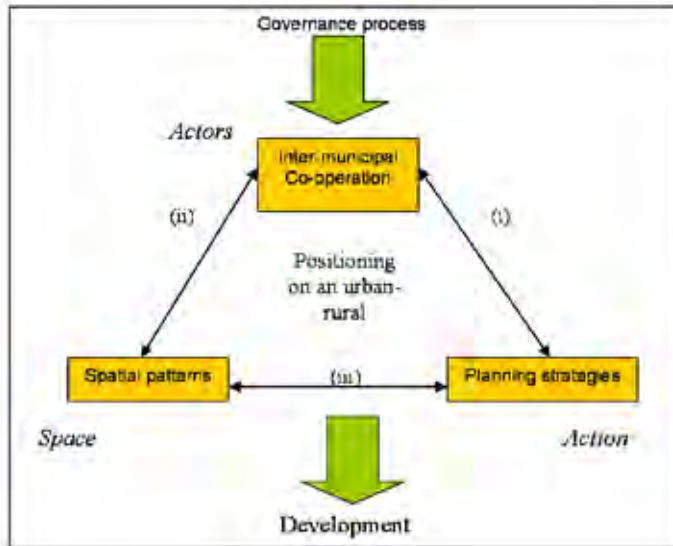 Governance process
Actors
Inter-municipal
Co-operation
(ii)
(i)
Positioning
on an urban-
rural
Spatial patterns
(iii)
Planning strategies
Space
Action
Development